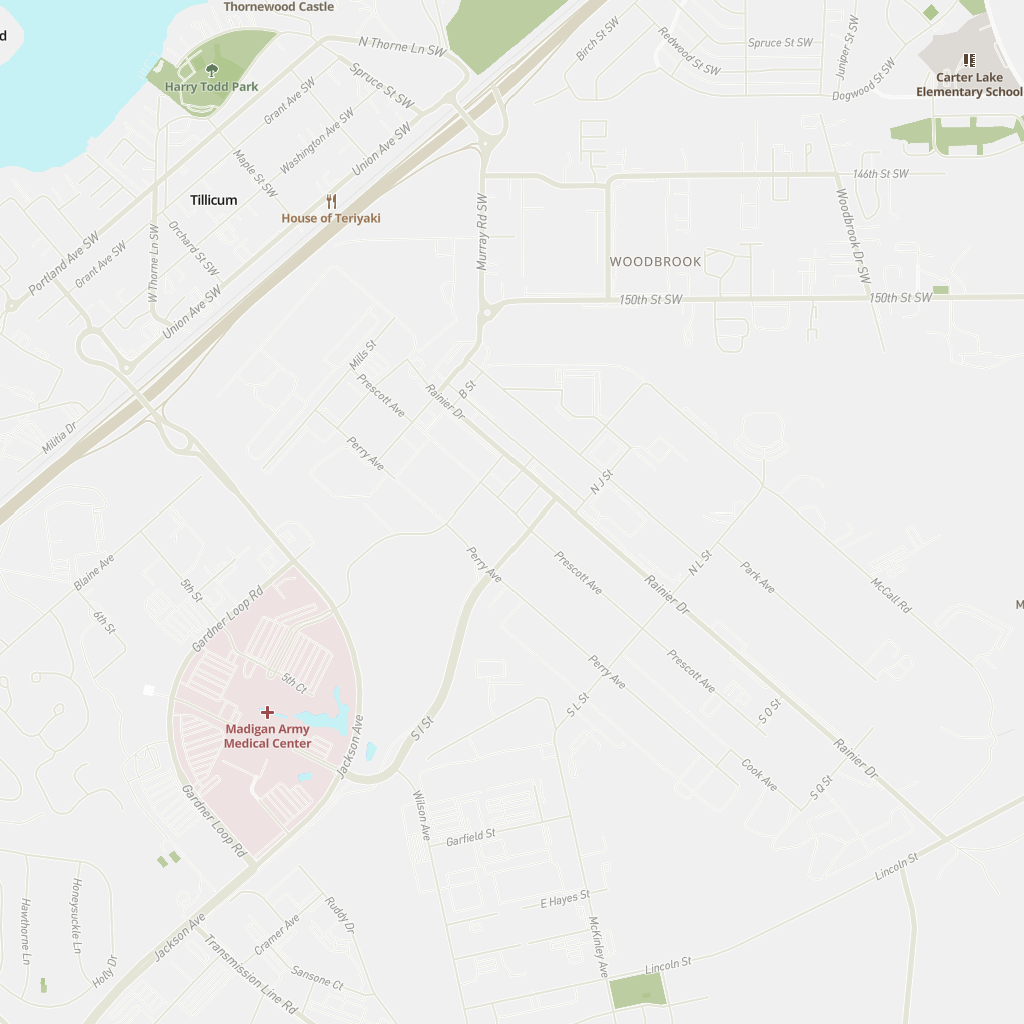 Thornewood Castle
d
N Thorne Ln SW
Birch St SW
Redwood St SW
Spruce St SW
Juniper St SW
Dogwood St SW
Carter Lake
Elementary School
Harry Todd Park
Spruce St SW
Grant Ave SW
Washington Ave SW
Union Ave SW
Maple St SW
146th St SW
Tillicum
House of Teriyaki
Murray Rd SW
Woodbrook Dr SW
Portland Ave SW
Grant Ave SW
W Thorne Ln SW
Orchard St SW
Union Ave SW
WOODBROOK
150th St SW
150th St SW
Mills St
Prescott Ave
Rainier Dr
B St
Militia Dr
Perry Ave
N J St
Blaine Ave
5th St
6th St
Gardner Loop Rd
Perry Ave
Prescott Ave
N L St
Park Ave
Rainier Dr
McCall Rd
M
5th Ct
Perry Ave
Prescott Ave
S L St
S O St
Madigan Army
Medical Center
S I St
Jackson Ave
Rainier Dr
Cook Ave
S Q St
Gardner Loop Rd
Wilson Ave
Garfield St
Lincoln St
Hawthorne Ln
Honeysuckle Ln
Holly Dr
Jackson Ave
Ruddy Dr
Cramer Ave
E Hayes St
McKinley Ave
Transmission Line Rd
Sansone Ct
Lincoln St